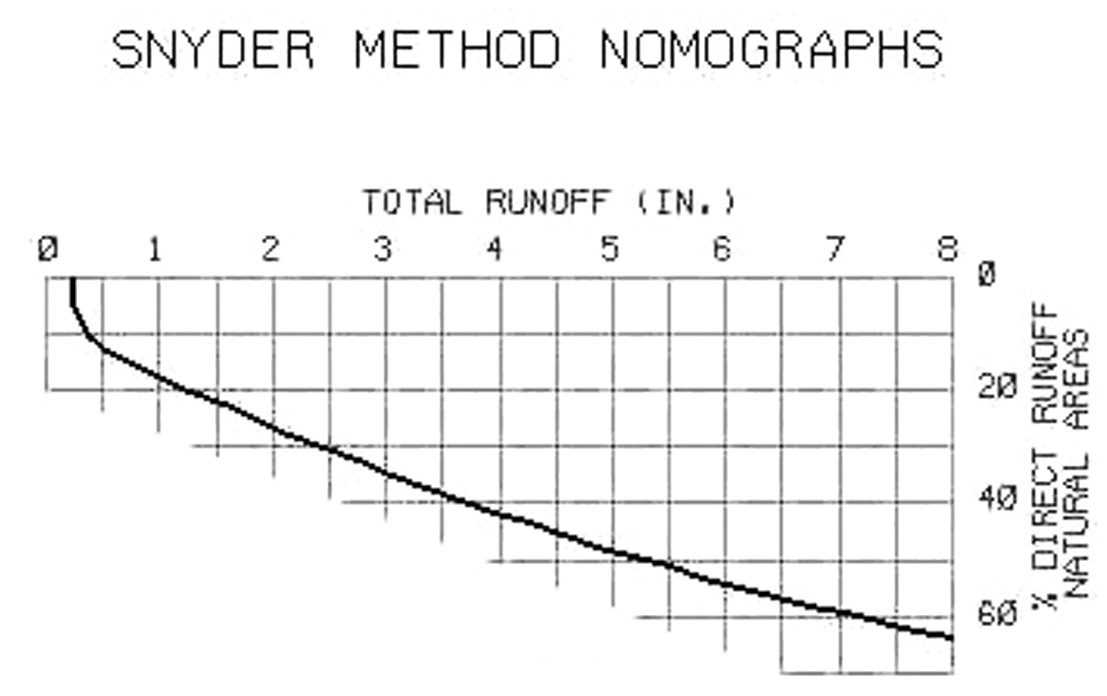 SNYDER METHOD NOMOGRAPHS
TOTAL RUNOFF (IN.)
0 1 2 3 4 5 6 7 8
0
20
40
60
% DIRECT RUNOFF
NATURAL AREAS